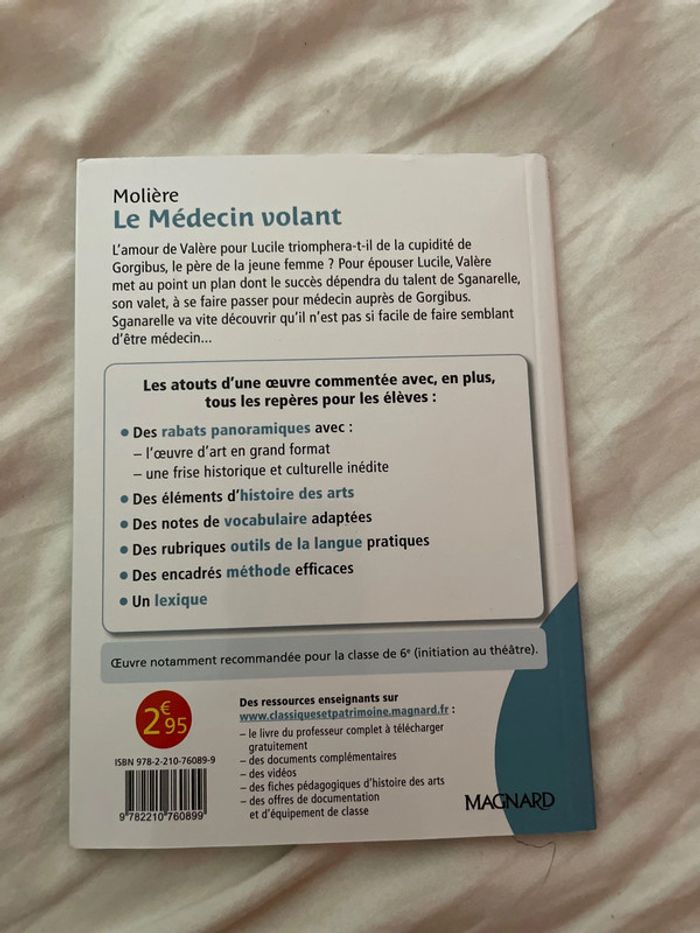 Molière
Le Médecin volant
L'amour de Valère pour Lucile triomphera-t-il de la cupidité de
Gorgibus, le père de la jeune femme ? Pour épouser Lucile, Valère
met au point un plan dont le succès dépendra du talent de Sganarelle,
son valet, à se faire passer pour médecin auprès de Gorgibus.
Sganarelle va vite découvrir qu'il n'est pas si facile de faire semblant
d'être médecin...
Les atouts d'une œuvre commentée avec, en plus,
tous les repères pour les élèves :
• Des rabats panoramiques avec :
– l'œuvre d'art en grand format
– une frise historique et culturelle inédite
• Des éléments d'histoire des arts
• Des notes de vocabulaire adaptées
• Des rubriques outils de la langue pratiques
• Des encadrés méthode efficaces
• Un lexique
Œuvre notamment recommandée pour la classe de 6e (initiation au théâtre).
2€95
ISBN 978-2-210-76089-9
9 782210 760899
Des ressources enseignants sur
www.classiquesetpatrimoine.magnard.fr :
– le livre du professeur complet à télécharger
gratuitement
– des documents complémentaires
– des vidéos
– des fiches pédagogiques d'histoire des arts
– des offres de documentation
et d'équipement de classe
MAGNARD